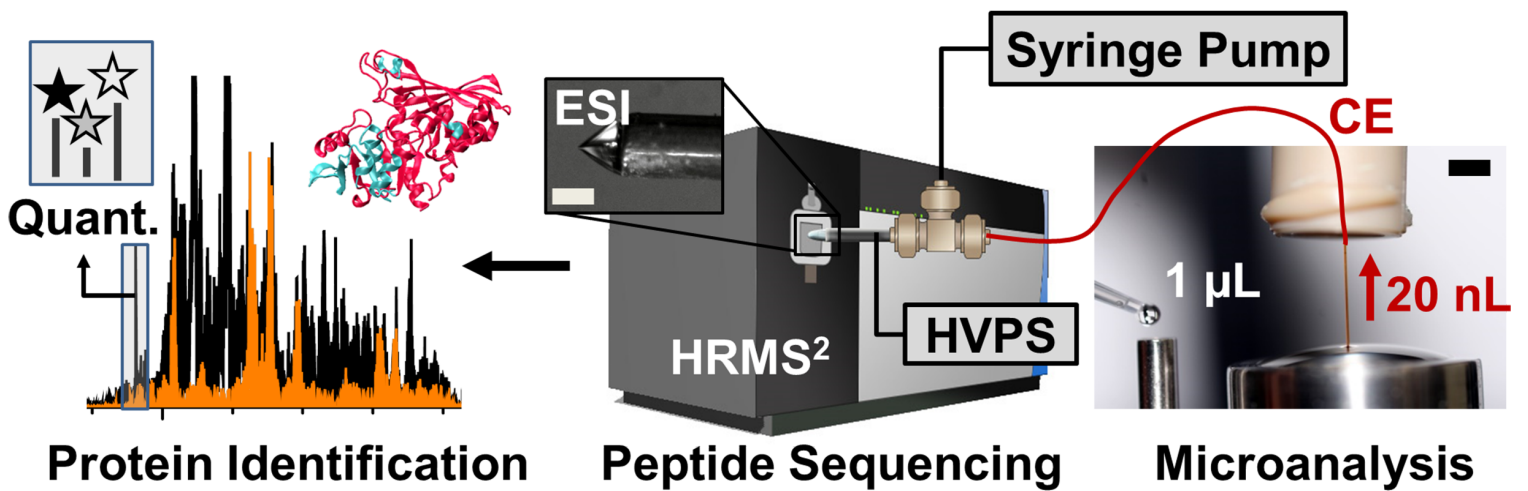 Syringe Pump
ESI
CE
Quant.
1 µL
20 nL
HVPS
HRMS²
Protein Identification
Peptide Sequencing
Microanalysis